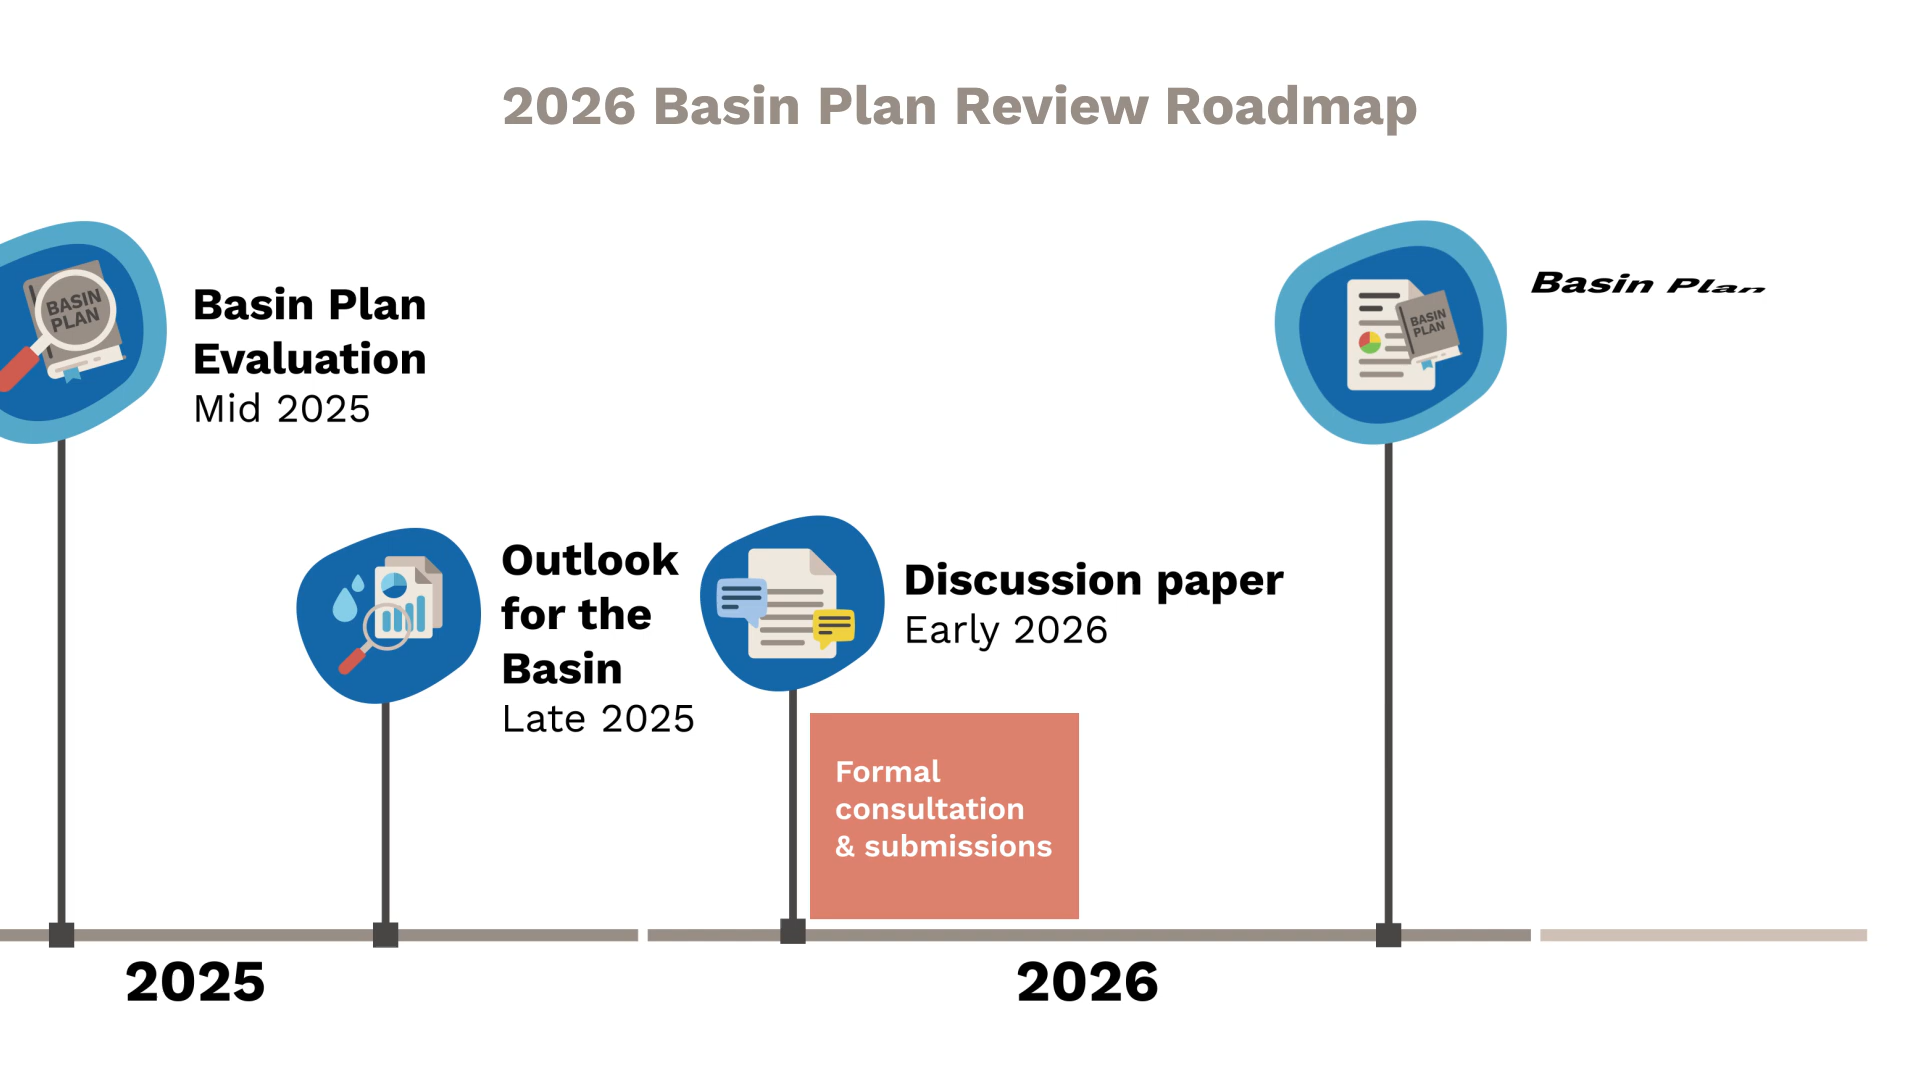 2026 Basin Plan Review Roadmap
BASIN
PLAN
Basin Plan
Evaluation
Mid 2025
Outlook
for the
Basin
Late 2025
Discussion paper
Early 2026
Formal
consultation
& submissions
BASIN
PLAN
Basin Plan
2025
2026